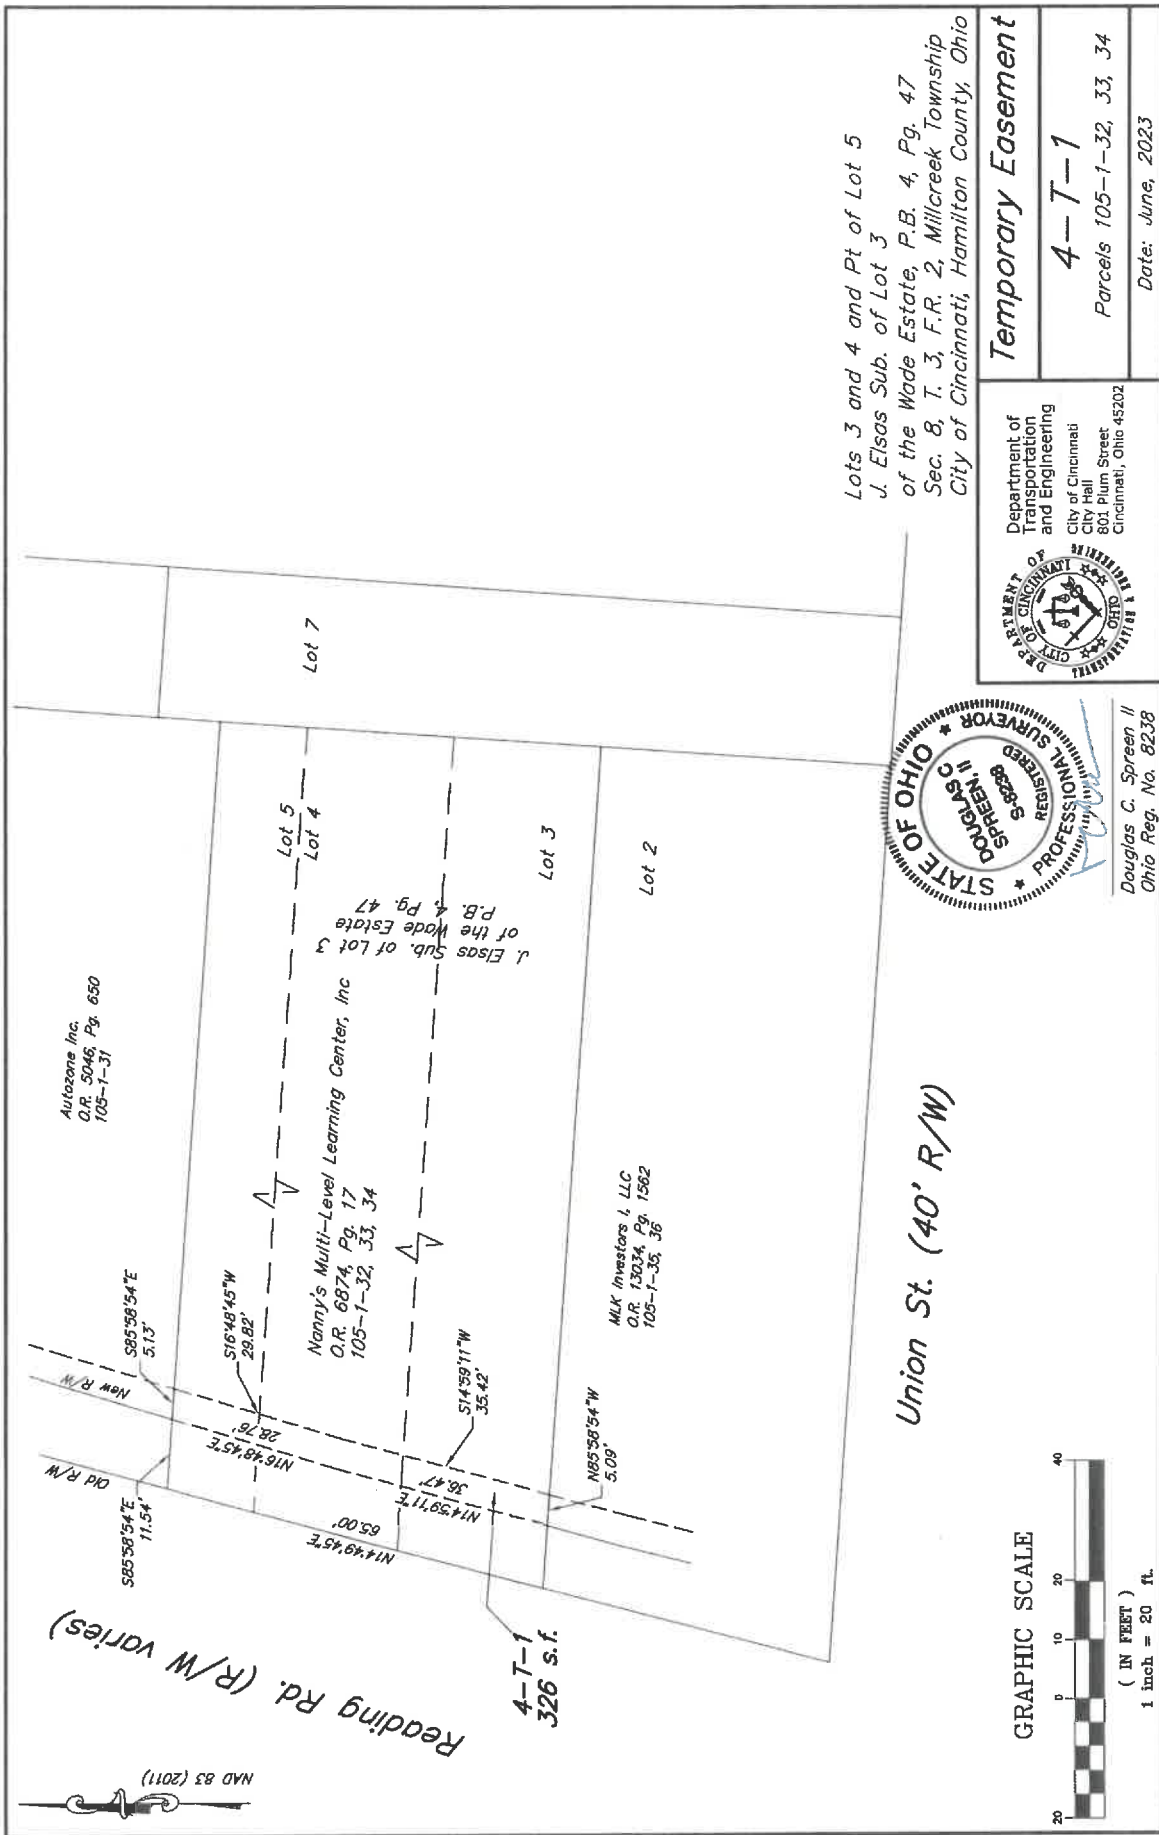 Lots 3 and 4 and Pt of Lot 5
J. Elsas Sub. of Lot 3
of the Wade Estate, P.B. 4, Pg. 47
Sec. 8, T. 3, F.R. 2, Millcreek Township
City of Cincinnati, Hamilton County, Ohio
Temporary Easement
4-T-1
Parcels 105-1-32, 33, 34
Date: June, 2023
Department of
Transportation
and Engineering
City of Cincinnati
City Hall
801 Plum Street
Cincinnati, Ohio 45202
DEPARTMENT OF
TRANSPORTATION & ENGINEERING
CITY OF CINCINNATI
OHIO
STATE OF OHIO
DOUGLAS C
SPREEN, II
S-8238
REGISTERED
PROFESSIONAL SURVEYOR
Douglas C. Spreen II
Ohio Reg. No. 8238
Autozone Inc.
O.R. 5046, Pg. 650
105-1-31
Lot 7
Lot 5
Lot 4
J. Elsas Sub. of Lot 3
of the Wade Estate
P.B. 4, Pg. 47
Lot 3
Lot 2
Nanny's Multi-Level Learning Center, Inc
O.R. 6874, Pg. 17
105-1-32, 33, 34
MLK Investors I, LLC
O.R. 13034, Pg. 1562
105-1-35, 36
S85°58'54"E
5.13'
S16°48'45"W
29.82'
S14°59'11"W
35.42'
N85°58'54"W
5.09'
New R/W
Old R/W
S85°58'54"E
11.54'
28.76'
N16°48'45"E
36.47'
N14°59'11"E
65.00'
N14°49'45"E
4-T-1
326 s.f.
Reading Rd. (R/W varies)
Union St. (40' R/W)
NAD 83 (2011)
GRAPHIC SCALE
20 0 10 20 40
( IN FEET )
1 inch = 20 ft.